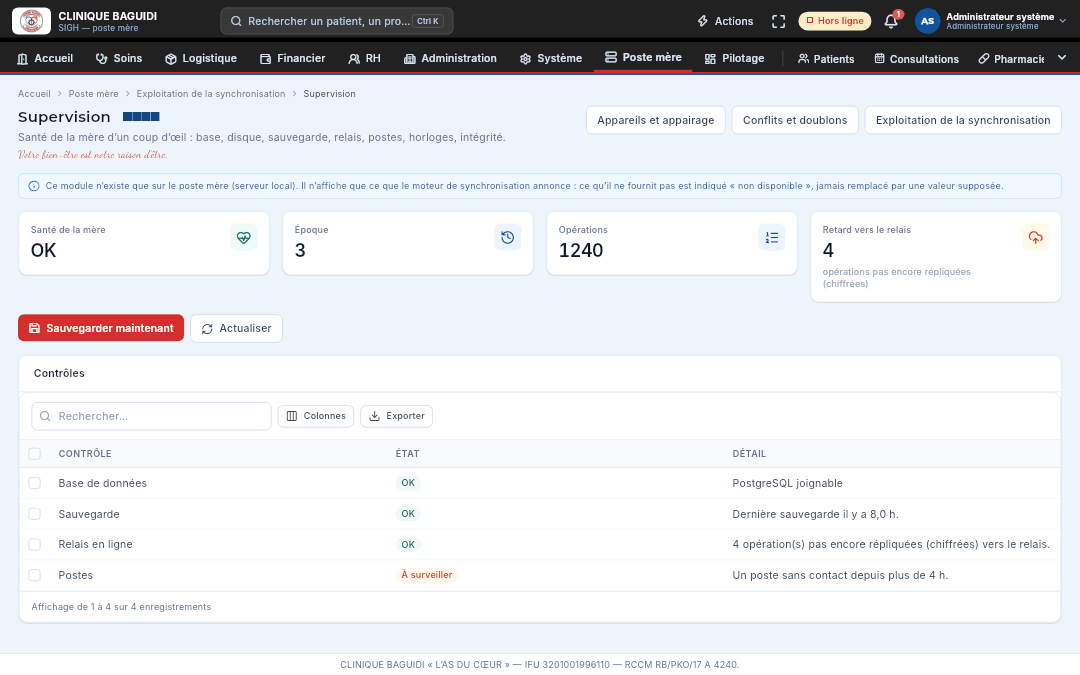 CLINIQUE BAGUIDI
SIGH — poste mère
Rechercher un patient, un pro... Ctrl K
Actions
Hors ligne
1
AS
Administrateur système
Administrateur système
Accueil
Soins
Logistique
Financier
RH
Administration
Système
Poste mère
Pilotage
Patients
Consultations
Pharmacie
Accueil > Poste mère > Exploitation de la synchronisation > Supervision
Supervision
Santé de la mère d’un coup d’œil : base, disque, sauvegarde, relais, postes, horloges, intégrité.
Votre bien-être est notre raison d’être.
Appareils et appairage
Conflits et doublons
Exploitation de la synchronisation
Ce module n’existe que sur le poste mère (serveur local). Il n’affiche que ce que le moteur de synchronisation annonce : ce qu’il ne fournit pas est indiqué « non disponible », jamais remplacé par une valeur supposée.
Santé de la mère
OK
Époque
3
Opérations
1240
Retard vers le relais
4
opérations pas encore répliquées
(chiffrées)
Sauvegarder maintenant
Actualiser
Contrôles
Rechercher...
Colonnes
Exporter
CONTRÔLE ÉTAT DÉTAIL
Base de données OK PostgreSQL joignable
Sauvegarde OK Dernière sauvegarde il y a 8,0 h.
Relais en ligne OK 4 opération(s) pas encore répliquées (chiffrées) vers le relais.
Postes À surveiller Un poste sans contact depuis plus de 4 h.
Affichage de 1 à 4 sur 4 enregistrements
CLINIQUE BAGUIDI « L’AS DU CŒUR » — IFU 3201001996110 — RCCM RB/PKO/17 A 4240.